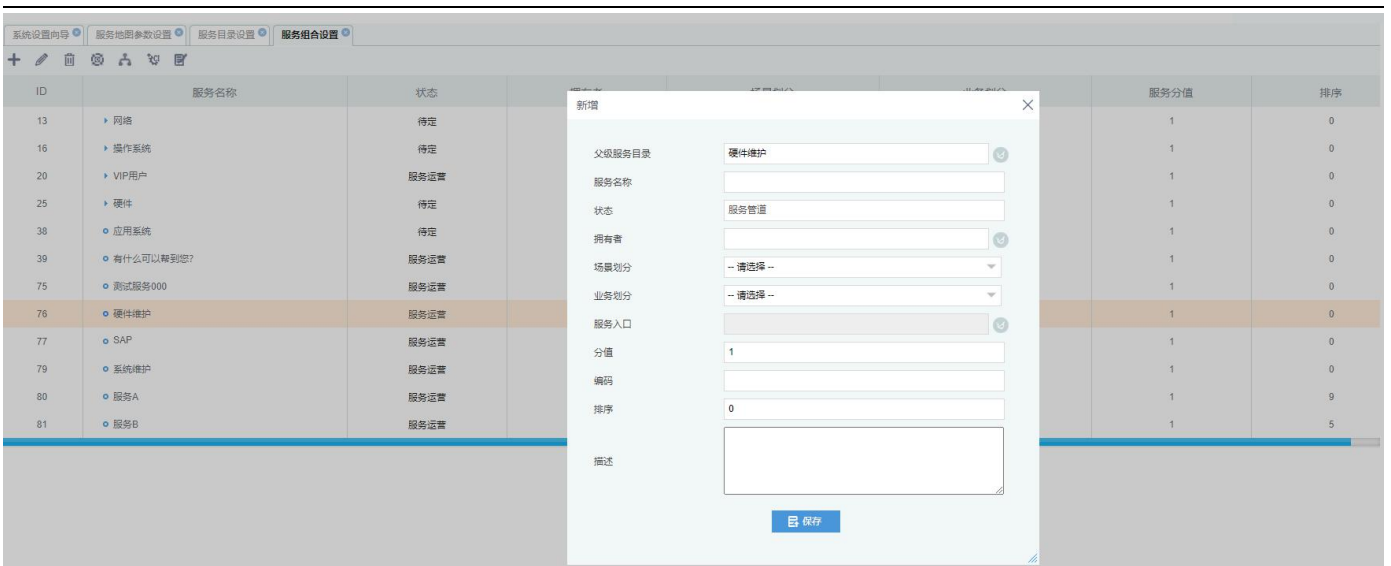 系统设置向导 服务地图参数设置 服务目录设置 服务组合设置
ID 服务名称 状态 拥有者 场景划分 业务划分 服务分值 排序
新增
13 网络 待定 1 0
16 操作系统 待定 1 0
父级服务目录 硬件维护
20 VIP用户 服务运营 1 0
服务名称
25 硬件 待定 1 0
状态 服务管道
38 应用系统 待定 1 0
拥有者
39 有什么可以帮到您? 服务运营 1 0
场景划分 -- 请选择 --
75 测试服务000 服务运营 1 0
业务划分 -- 请选择 --
76 硬件维护 服务运营 1 0
服务入口
77 SAP 服务运营 1 0
分值 1
79 系统维护 服务运营 1 0
编码
80 服务A 服务运营 1 9
排序 0
81 服务B 服务运营 1 5
描述
保存